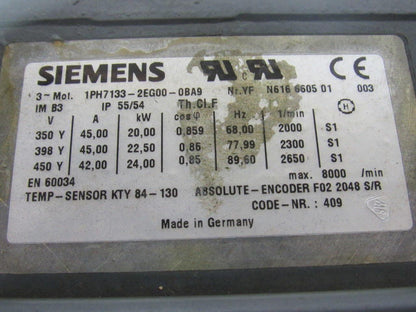 SIEMENS CE
3~ Mot. 1PH7133-2EG00-0BA9 Nr.YF N616 6605 01 003
IM B3 IP 55/54 Th.Cl.F H
V A kW cosφ Hz 1/min
350 Y 45,00 20,00 0,859 68,00 2000 S1
398 Y 45,00 22,50 0,86 77,99 2300 S1
450 Y 42,00 24,00 0,85 89,60 2650 S1
EN 60034 max. 8000 /min
TEMP-SENSOR KTY 84-130 ABSOLUTE-ENCODER F02 2048 S/R
CODE-NR.: 409
Made in Germany